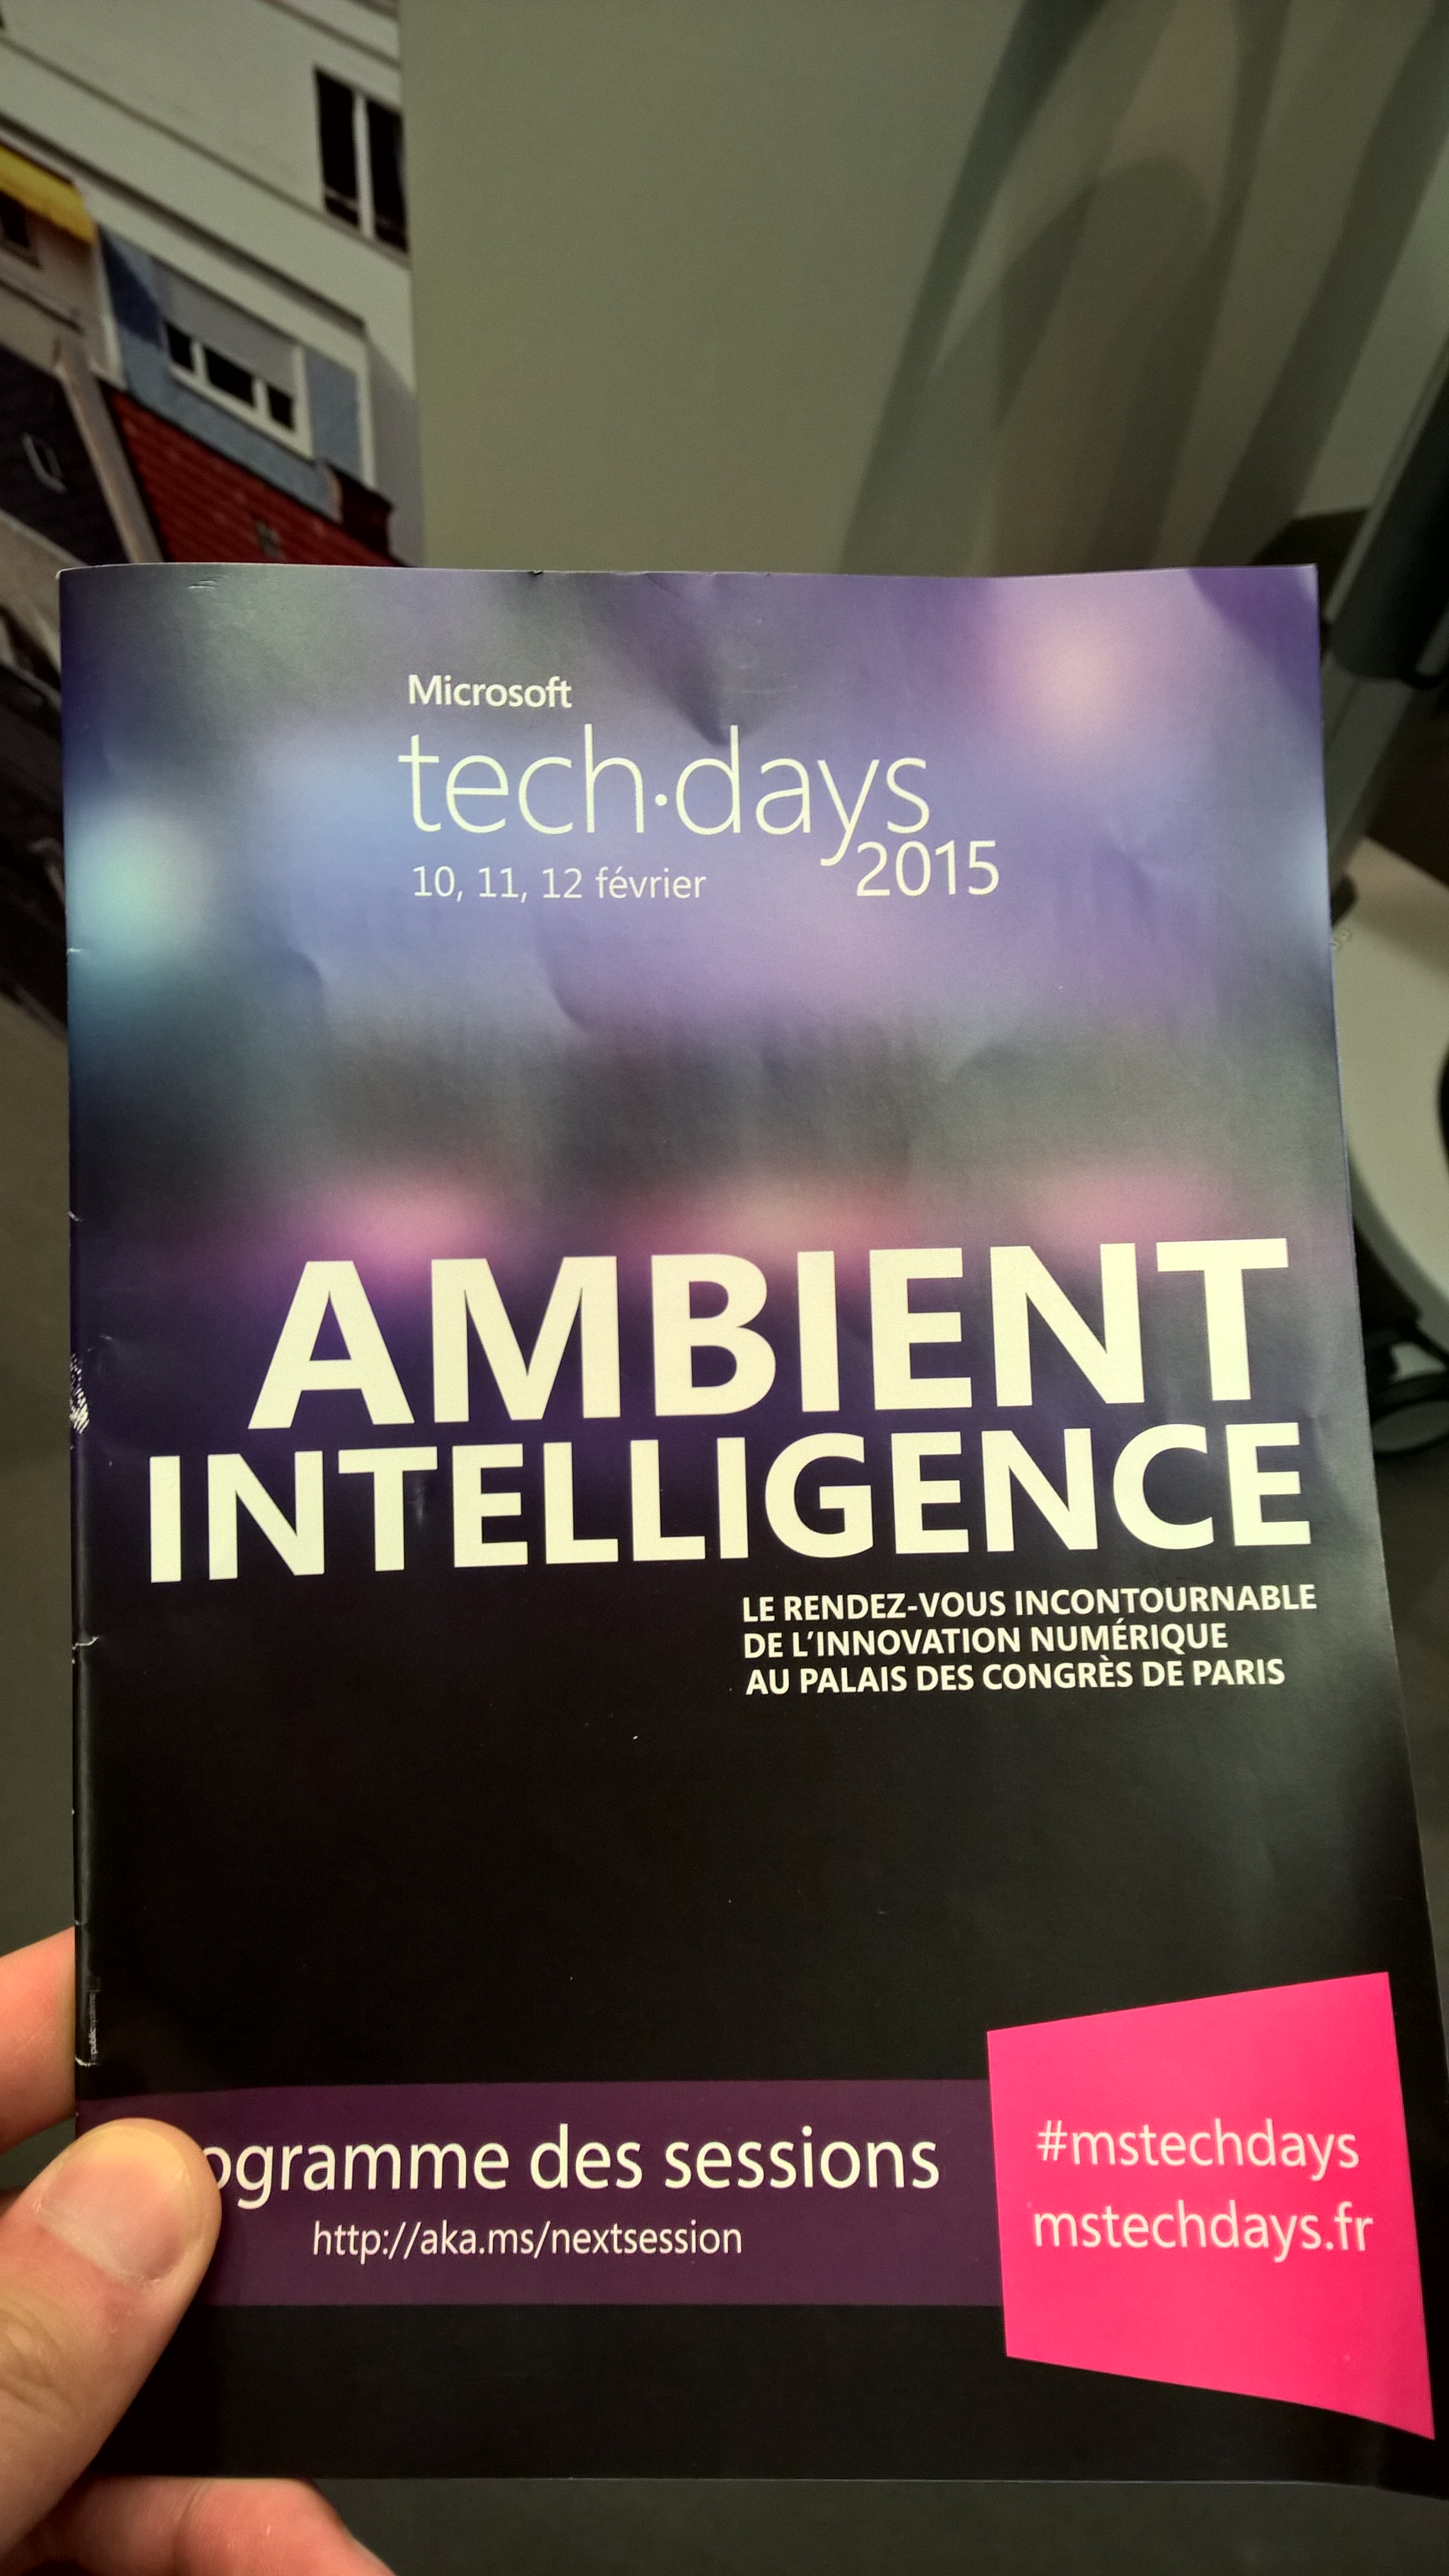 Microsoft
tech·days
2015
10, 11, 12 février
AMBIENT
INTELLIGENCE
LE RENDEZ-VOUS INCONTOURNABLE
DE L'INNOVATION NUMÉRIQUE
AU PALAIS DES CONGRÈS DE PARIS
ogramme des sessions
http://aka.ms/nextsession
#mstechdays
mstechdays.fr